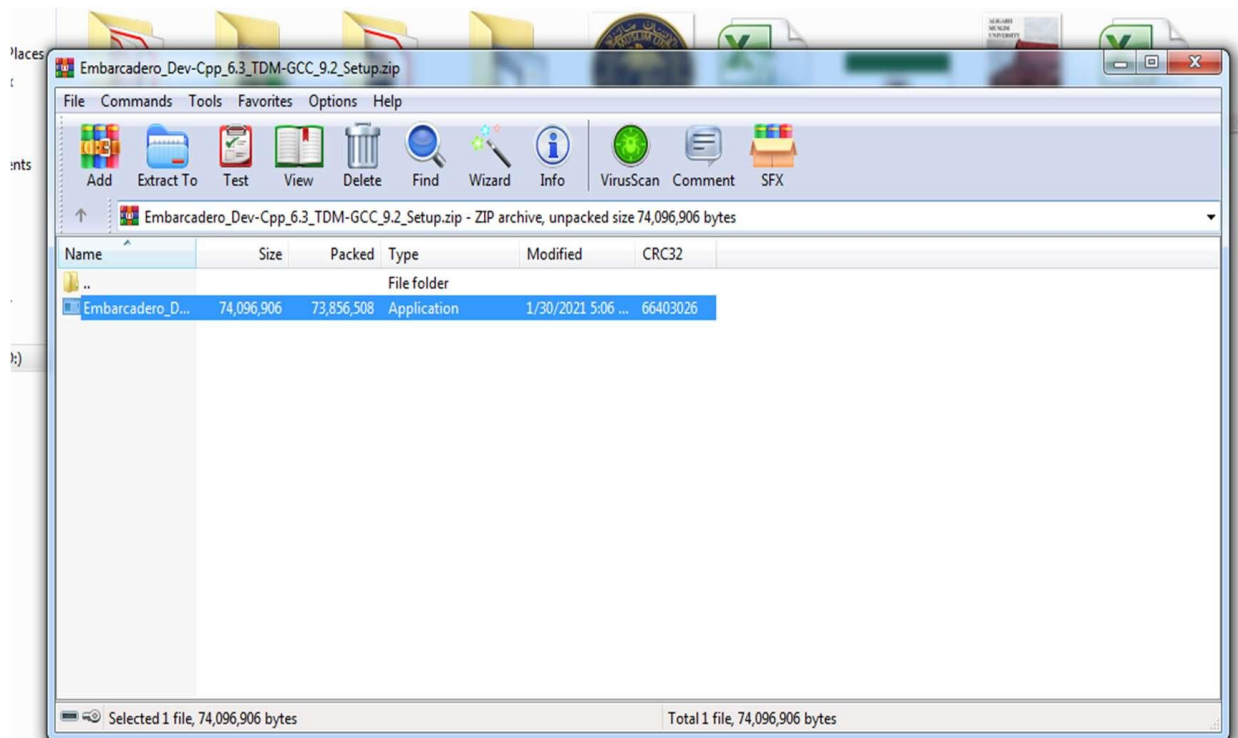 Places
ents
Embarcadero_Dev-Cpp_6.3_TDM-GCC_9.2_Setup.zip
File Commands Tools Favorites Options Help
Add Extract To Test View Delete Find Wizard Info VirusScan Comment SFX
Embarcadero_Dev-Cpp_6.3_TDM-GCC_9.2_Setup.zip - ZIP archive, unpacked size 74,096,906 bytes
Name Size Packed Type Modified CRC32
.. File folder
Embarcadero_D... 74,096,906 73,856,508 Application 1/30/2021 5:06 ... 66403026
):)
Selected 1 file, 74,096,906 bytes Total 1 file, 74,096,906 bytes
ALIGARH
MUSLIM
UNIVERSITY